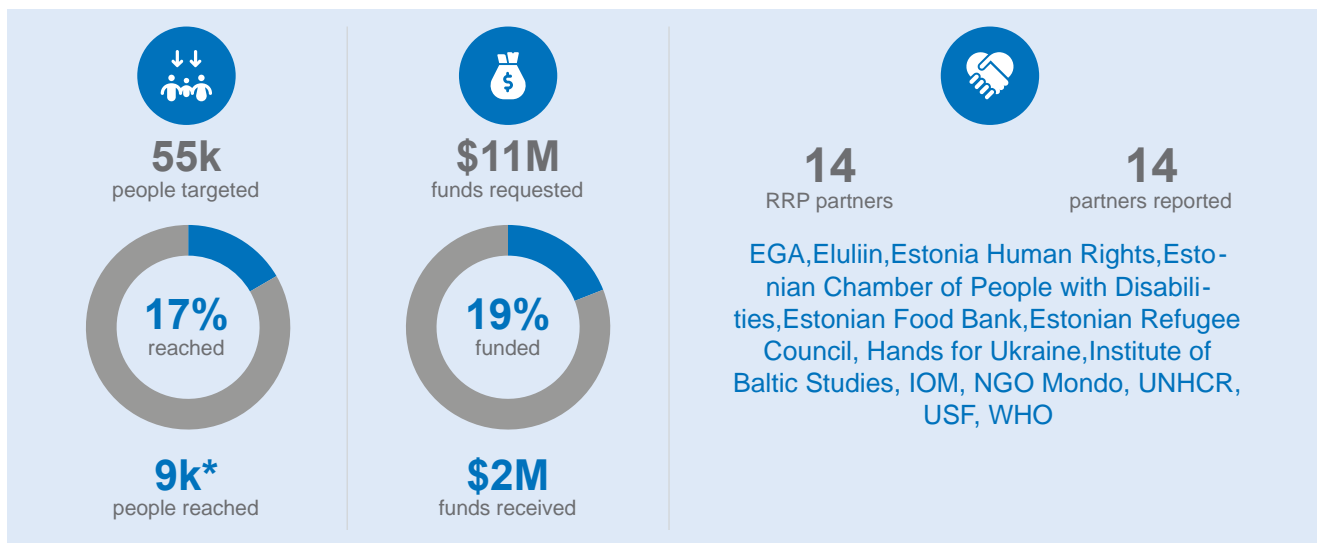 55k
people targeted
17%
reached
9k*
people reached
$11M
funds requested
19%
funded
$2M
funds received
14
RRP partners
14
partners reported
EGA,Eluliin,Estonia Human Rights,Esto-
nian Chamber of People with Disabili-
ties,Estonian Food Bank,Estonian Refugee
Council, Hands for Ukraine,Institute of
Baltic Studies, IOM, NGO Mondo, UNHCR,
USF, WHO